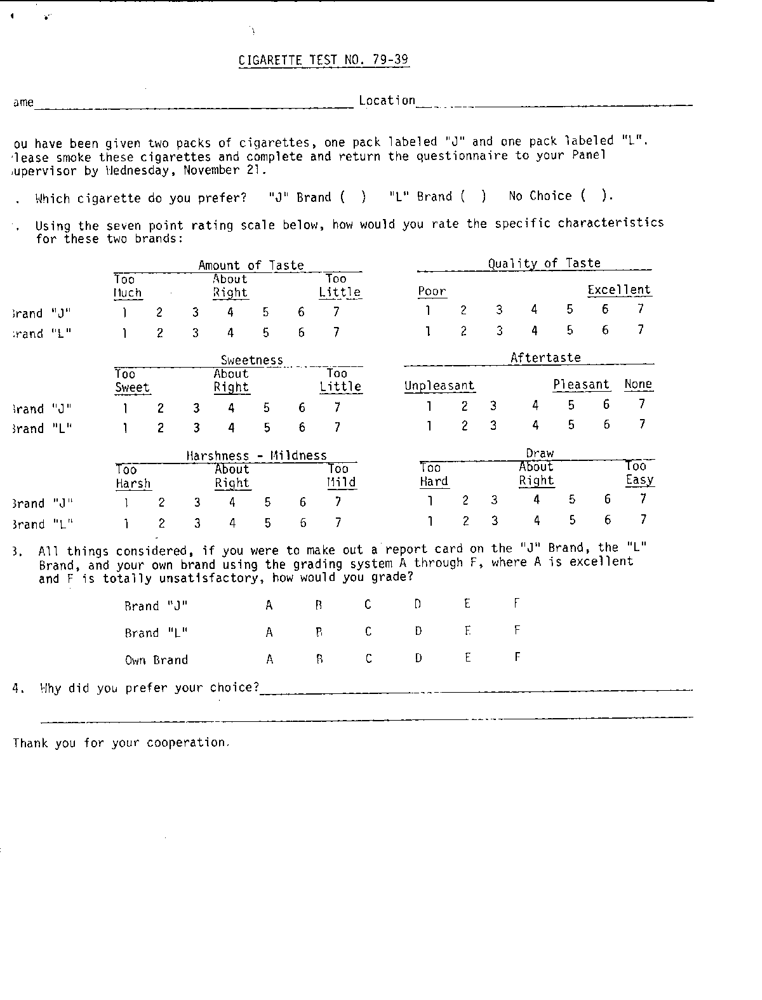 CIGARETTE TEST NO. 79-39
ame Location
ou have been given two packs of cigarettes, one pack labeled "J" and one pack labeled "L".
lease smoke these cigarettes and complete and return the questionnaire to your Panel
upervisor by Wednesday, November 21.
. Which cigarette do you prefer? "J" Brand ( ) "L" Brand ( ) No Choice ( ).
. Using the seven point rating scale below, how would you rate the specific characteristics
for these two brands:
Amount of Taste Quality of Taste
Too About Too
Much Right Little Poor Excellent
Brand "J" 1 2 3 4 5 6 7 1 2 3 4 5 6 7
Brand "L" 1 2 3 4 5 6 7 1 2 3 4 5 6 7
Sweetness Aftertaste
Too About Too
Sweet Right Little Unpleasant Pleasant None
Brand "J" 1 2 3 4 5 6 7 1 2 3 4 5 6 7
Brand "L" 1 2 3 4 5 6 7 1 2 3 4 5 6 7
Harshness - Mildness Draw
Too About Too Too About Too
Harsh Right Mild Hard Right Easy
Brand "J" 1 2 3 4 5 6 7 1 2 3 4 5 6 7
Brand "L" 1 2 3 4 5 6 7 1 2 3 4 5 6 7
3. All things considered, if you were to make out a report card on the "J" Brand, the "L"
Brand, and your own brand using the grading system A through F, where A is excellent
and F is totally unsatisfactory, how would you grade?
Brand "J" A B C D E F
Brand "L" A B C D E F
Own Brand A B C D E F
4. Why did you prefer your choice?
Thank you for your cooperation.